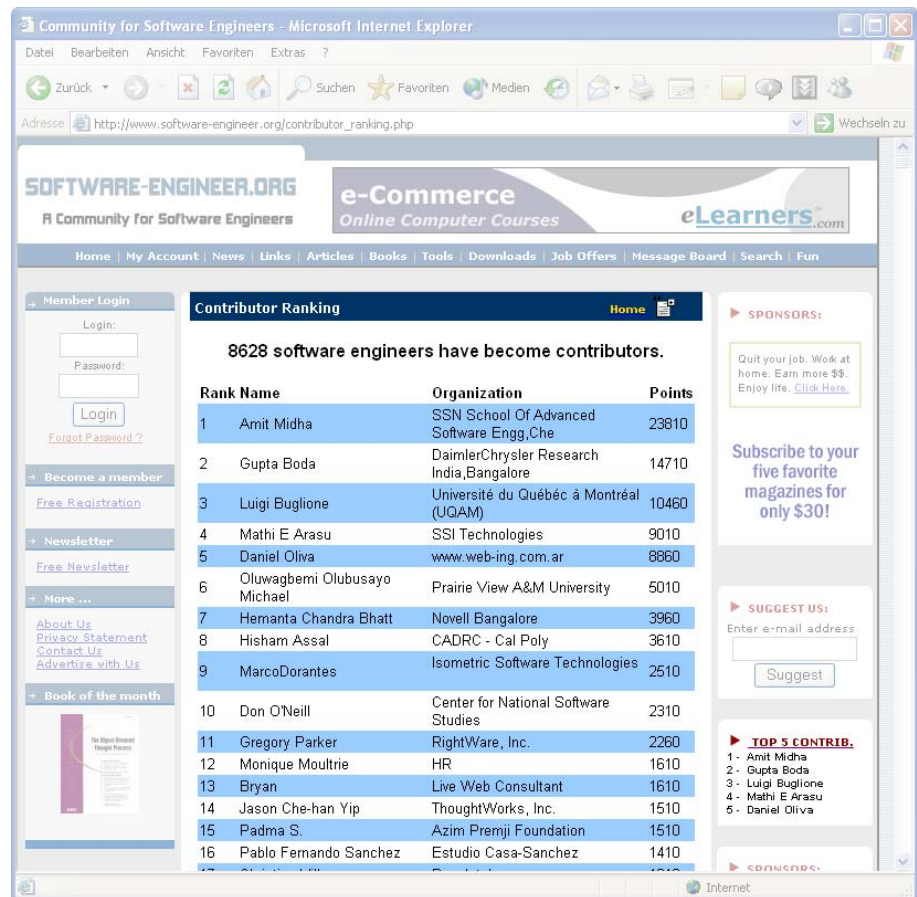 Community for Software Engineers - Microsoft Internet Explorer
Datei Bearbeiten Ansicht Favoriten Extras ?
Zurück Suchen Favoriten Medien
Adresse http://www.software-engineer.org/contributor_ranking.php Wechseln zu
SOFTWARE-ENGINEER.ORG
A Community for Software Engineers
e-Commerce
Online Computer Courses
eLearners.com
Home | My Account | News | Links | Articles | Books | Tools | Downloads | Job Offers | Message Board | Search | Fun
Member Login
Login:
Password:
Login
Forgot Password ?
Become a member
Free Registration
Newsletter
Free Newsletter
More ...
About Us
Privacy Statement
Contact Us
Advertise with Us
Book of the month
Contributor Ranking Home
8628 software engineers have become contributors.
Rank Name Organization Points
1 Amit Midha SSN School Of Advanced Software Engg,Che 23810
2 Gupta Boda DaimlerChrysler Research India,Bangalore 14710
3 Luigi Buglione Université du Québéc à Montréal (UQAM) 10460
4 Mathi E Arasu SSI Technologies 9010
5 Daniel Oliva www.web-ing.com.ar 8860
6 Oluwagbemi Olubusayo Michael Prairie View A&M University 5010
7 Hemanta Chandra Bhatt Novell Bangalore 3960
8 Hisham Assal CADRC - Cal Poly 3610
9 MarcoDorantes Isometric Software Technologies 2510
10 Don O'Neill Center for National Software Studies 2310
11 Gregory Parker RightWare, Inc. 2260
12 Monique Moultrie HR 1610
13 Bryan Live Web Consultant 1610
14 Jason Che-han Yip ThoughtWorks, Inc. 1510
15 Padma S. Azim Premji Foundation 1510
16 Pablo Fernando Sanchez Estudio Casa-Sanchez 1410
SPONSORS:
Quit your job. Work at
home. Earn more $$.
Enjoy life. Click Here.
Subscribe to your
five favorite
magazines for
only $30!
SUGGEST US:
Enter e-mail address
Suggest
TOP 5 CONTRIB.
1 - Amit Midha
2 - Gupta Boda
3 - Luigi Buglione
4 - Mathi E Arasu
5 - Daniel Oliva
SPONSORS:
Internet